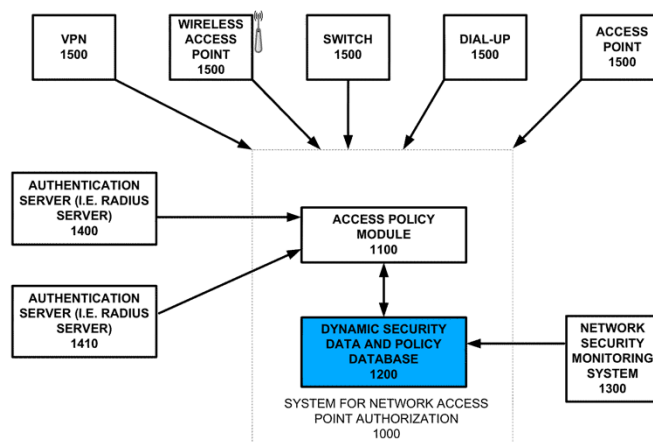 VPN
1500
WIRELESS
ACCESS
POINT
1500
SWITCH
1500
DIAL-UP
1500
ACCESS
POINT
1500
AUTHENTICATION
SERVER (I.E. RADIUS
SERVER)
1400
ACCESS POLICY
MODULE
1100
AUTHENTICATION
SERVER (I.E. RADIUS
SERVER)
1410
DYNAMIC SECURITY
DATA AND POLICY
DATABASE
1200
NETWORK
SECURITY
MONITORING
SYSTEM
1300
SYSTEM FOR NETWORK ACCESS
POINT AUTHORIZATION
1000